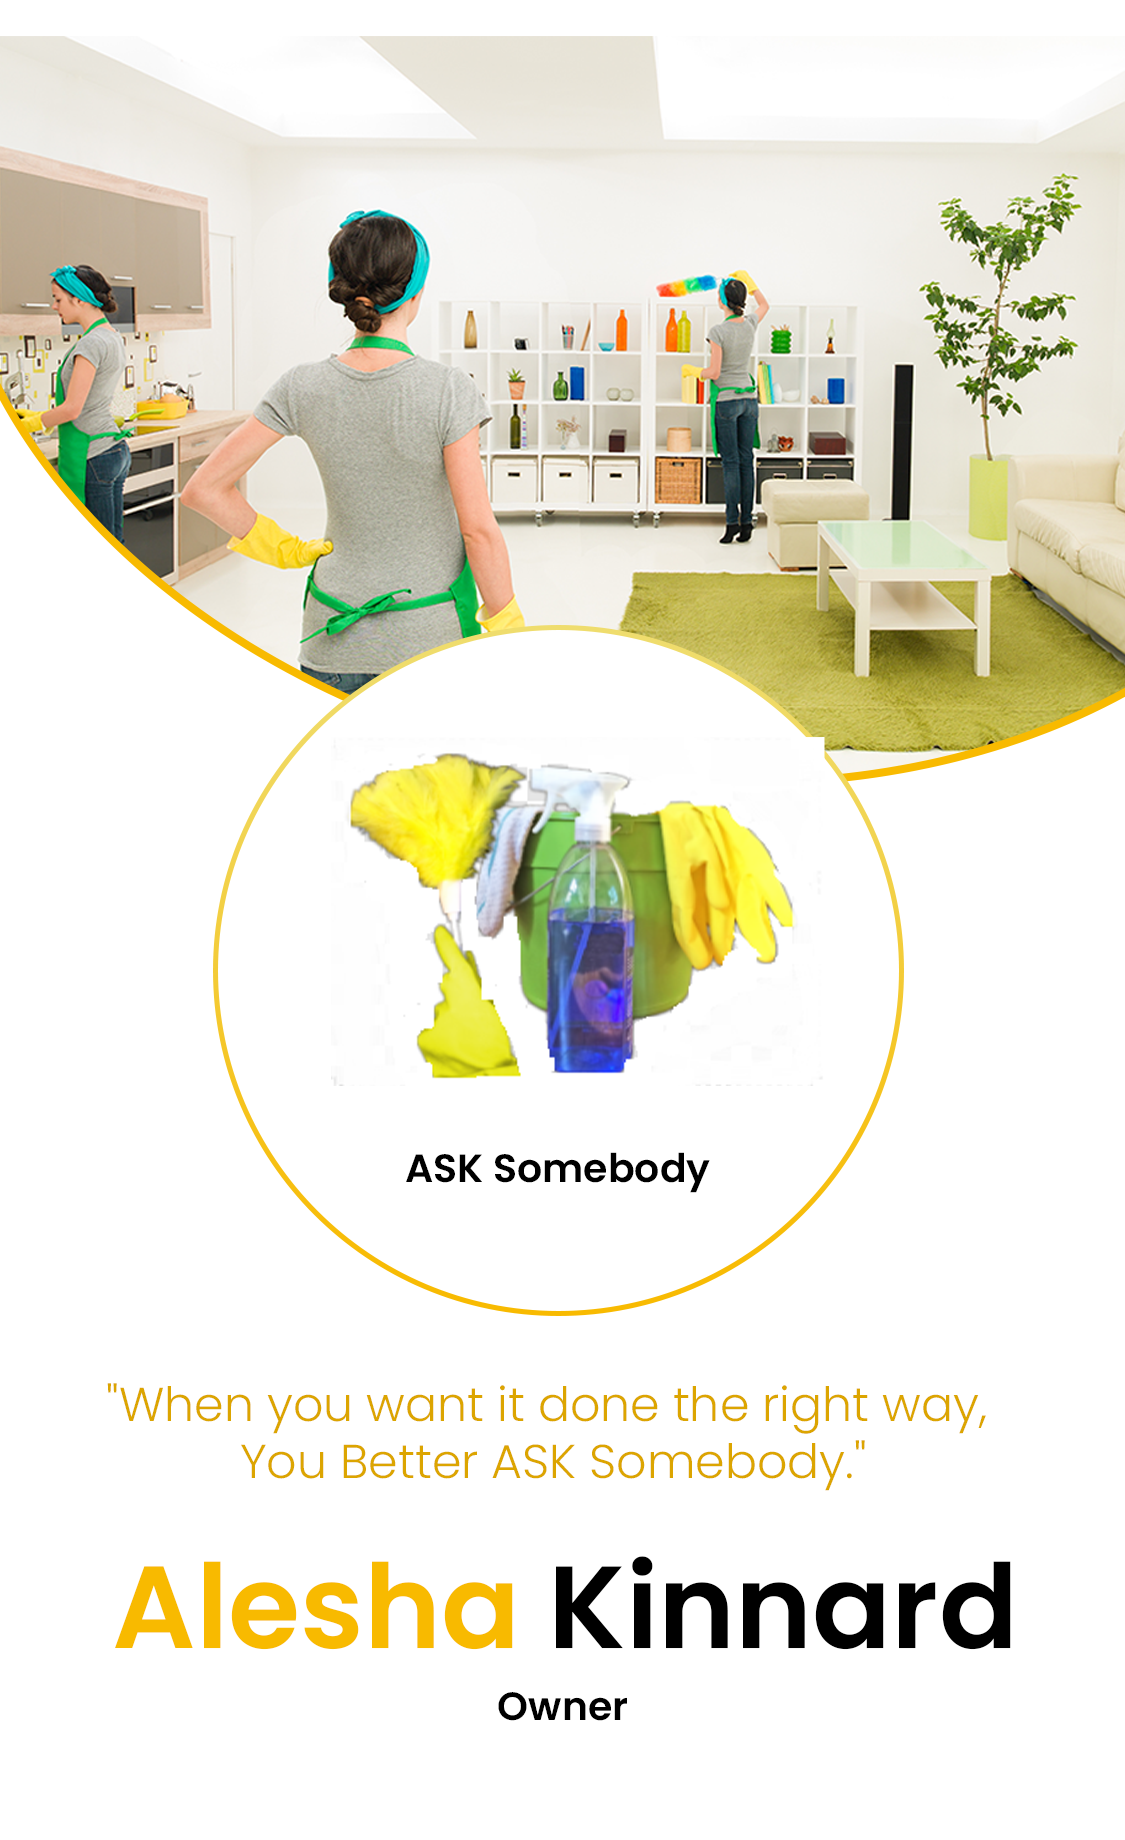 ASK Somebody
"When you want it done the right way,
You Better ASK Somebody."
Alesha Kinnard
Owner